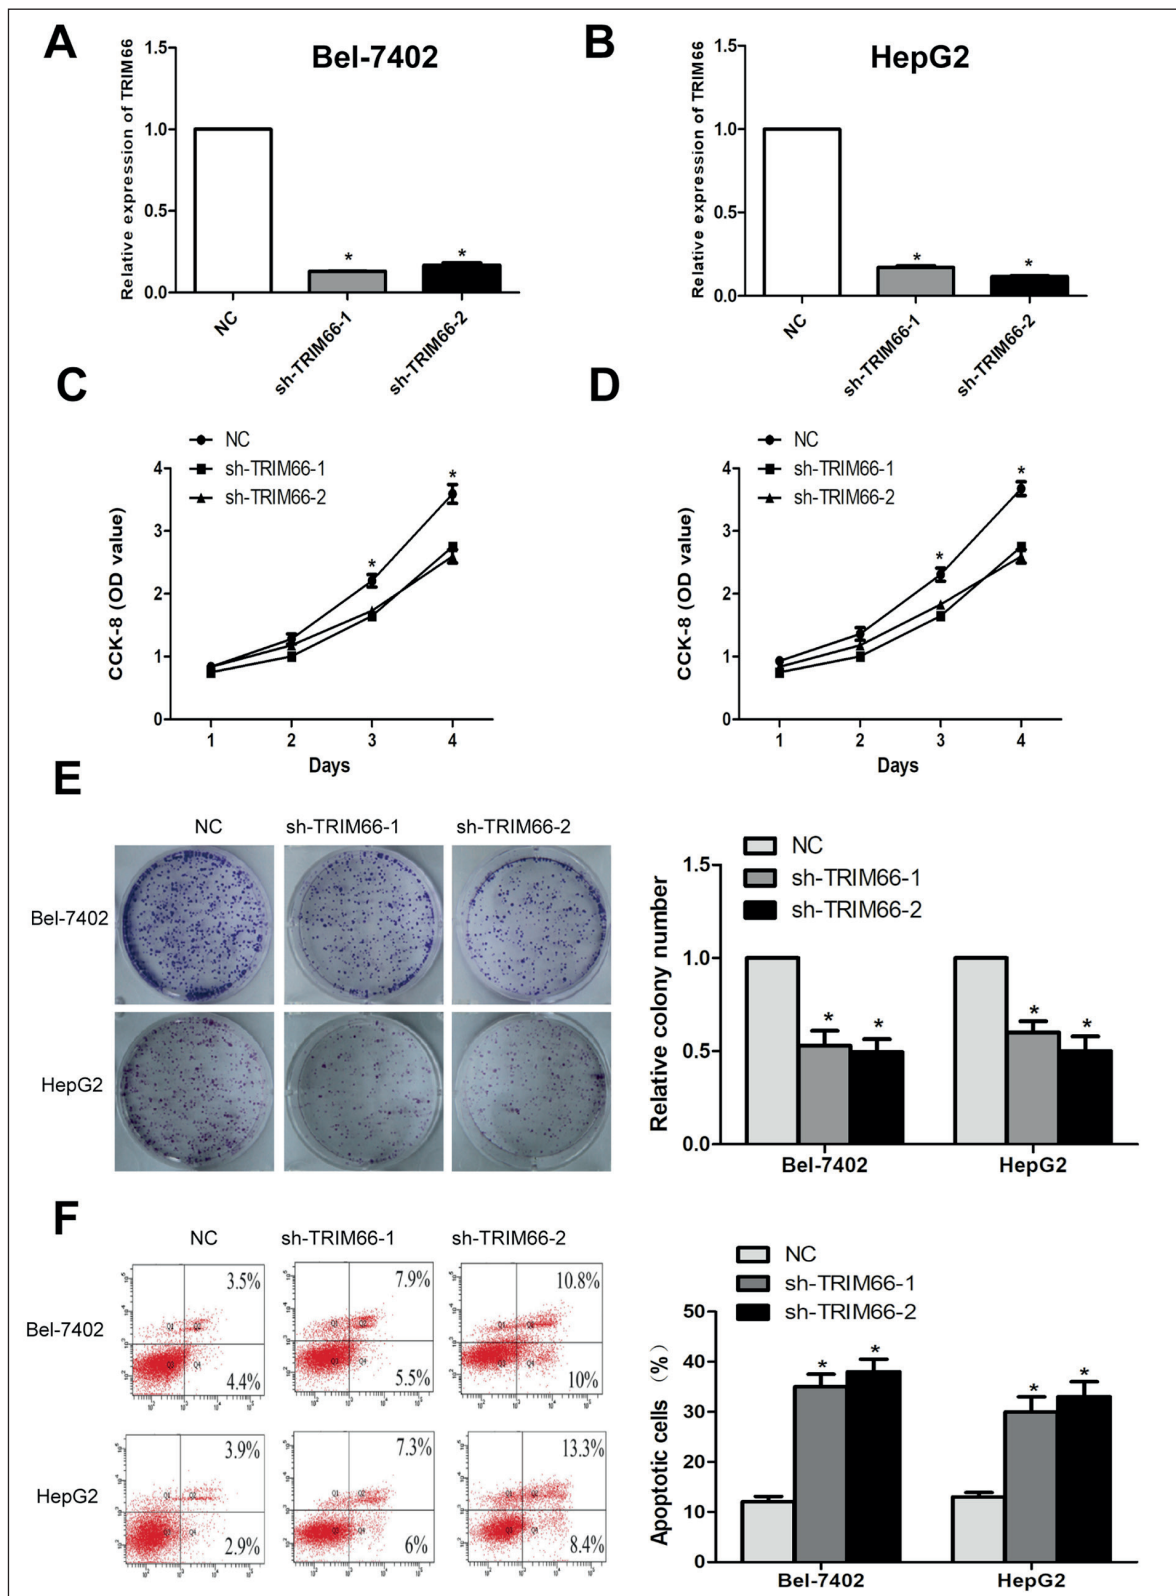 A
Bel-7402
Relative expression of TRIM66
1.5
1.0
0.5
0.0
*
*
NC
sh-TRIM66-1
sh-TRIM66-2
B
HepG2
Relative expression of TRIM66
1.5
1.0
0.5
0.0
*
*
NC
sh-TRIM66-1
sh-TRIM66-2
C
NC
sh-TRIM66-1
sh-TRIM66-2
CCK-8 (OD value)
4
3
2
1
0
*
*
1 2 3 4
Days
D
NC
sh-TRIM66-1
sh-TRIM66-2
CCK-8 (OD value)
4
3
2
1
0
*
*
1 2 3 4
Days
E
NC sh-TRIM66-1 sh-TRIM66-2
Bel-7402
HepG2
NC
sh-TRIM66-1
sh-TRIM66-2
Relative colony number
1.5
1.0
0.5
0.0
* * * *
Bel-7402 HepG2
F
NC sh-TRIM66-1 sh-TRIM66-2
Bel-7402
3.5% 7.9% 10.8%
4.4% 5.5% 10%
HepG2
3.9% 7.3% 13.3%
2.9% 6% 8.4%
NC
sh-TRIM66-1
sh-TRIM66-2
Apoptotic cells (%)
50
40
30
20
10
0
* * * *
Bel-7402 HepG2